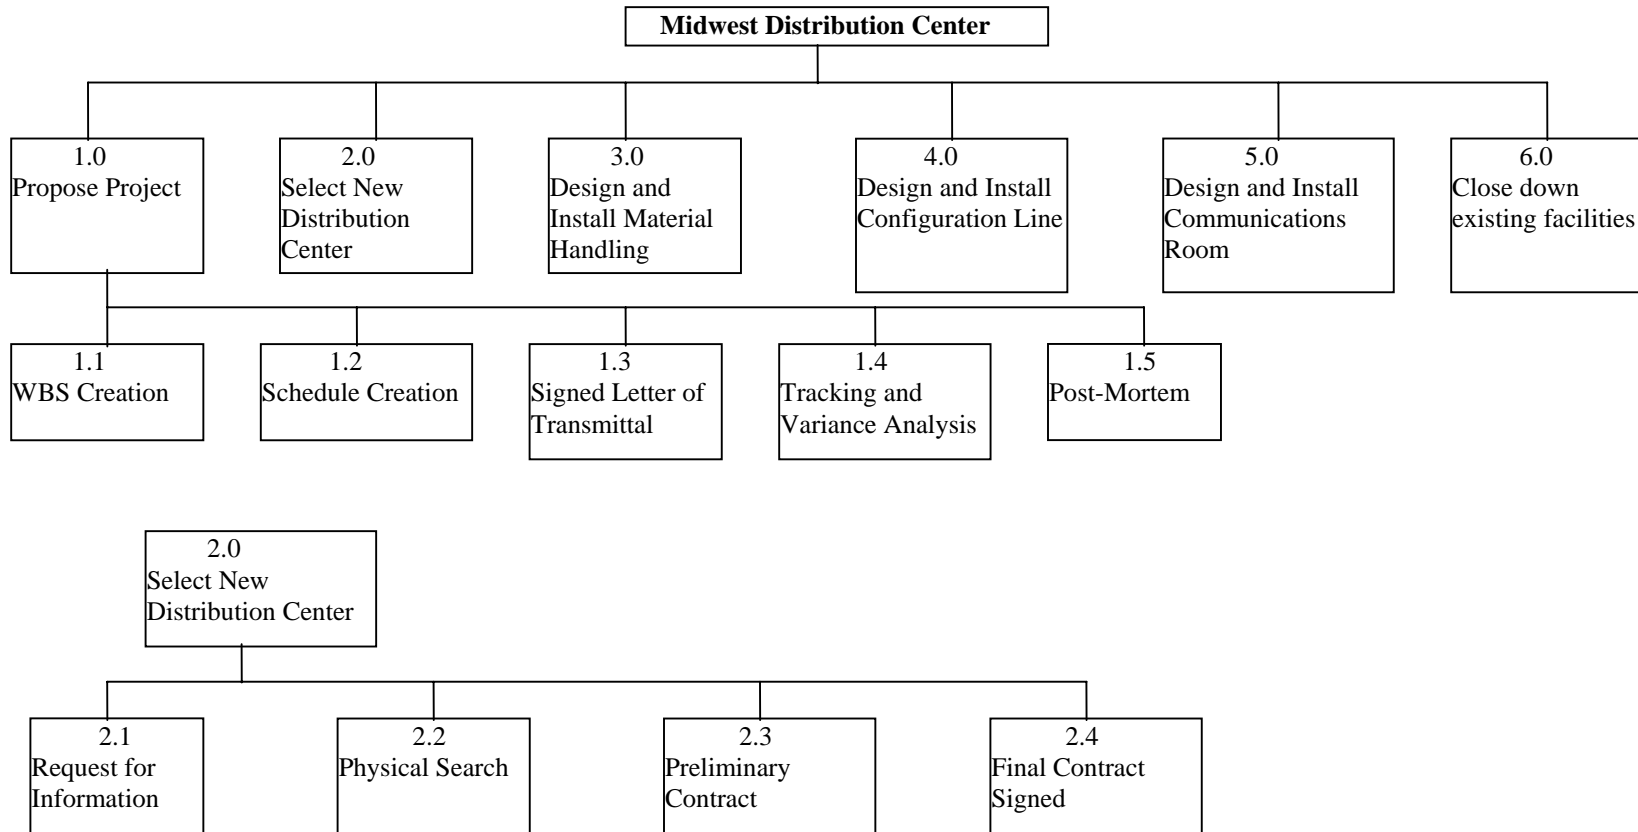 Midwest Distribution Center
1.0
Propose Project
2.0
Select New
Distribution
Center
3.0
Design and
Install Material
Handling
4.0
Design and Install
Configuration Line
5.0
Design and Install
Communications
Room
6.0
Close down
existing facilities
1.1
WBS Creation
1.2
Schedule Creation
1.3
Signed Letter of
Transmittal
1.4
Tracking and
Variance Analysis
1.5
Post-Mortem
2.0
Select New
Distribution Center
2.1
Request for
Information
2.2
Physical Search
2.3
Preliminary
Contract
2.4
Final Contract
Signed